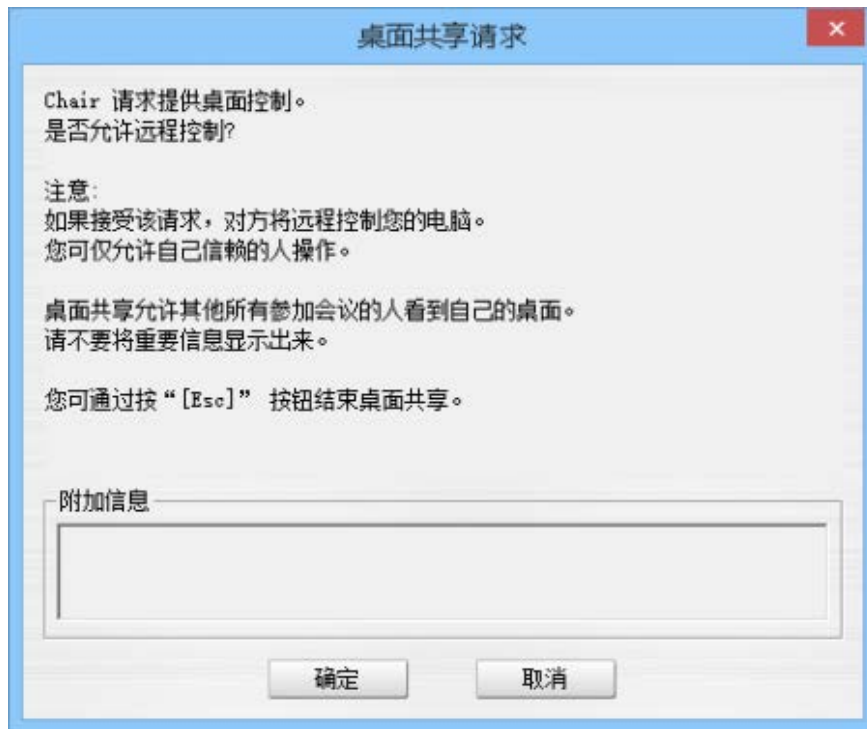 桌面共享请求
Chair 请求提供桌面控制。
是否允许远程控制?
注意:
如果接受该请求，对方将远程控制您的电脑。
您可仅允许自己信赖的人操作。
桌面共享允许其他所有参加会议的人看到自己的桌面。
请不要将重要信息显示出来。
您可通过按“[Esc]” 按钮结束桌面共享。
附加信息
确定 取消